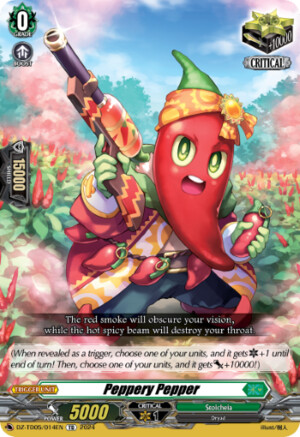 0
GRADE
BOOST
+10000
CRITICAL
15000
SHIELD
The red smoke will obscure your vision,
while the hot spicy beam will destroy your throat.
(When revealed as a trigger, choose one of your units, and it gets +1 until
end of turn! Then, choose one of your units, and it gets +10000!)
TRIGGER UNIT
Peppery Pepper
POWER 5000
CRITICAL
1
Stoicheia
Dryad
DZ-TD05/014EN TD 2024